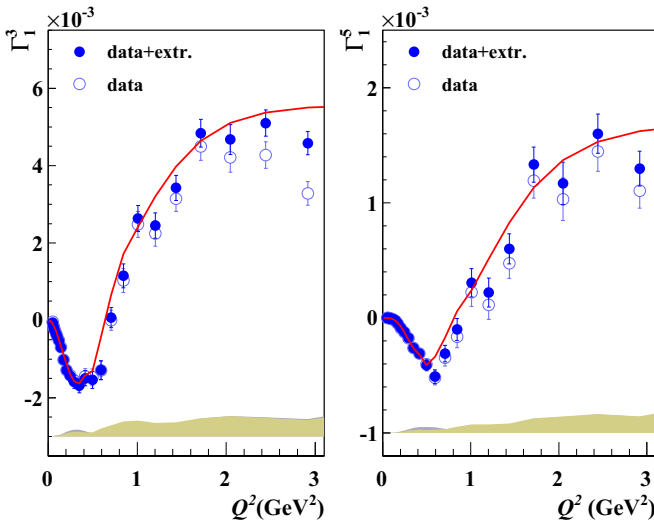 Γ₁³ ×10⁻³
data+extr.
data
6
4
2
0
-2
0 1 2 3
Q² (GeV²)
Γ₁⁵ ×10⁻³
data+extr.
data
2
1
0
-1
0 1 2 3
Q² (GeV²)